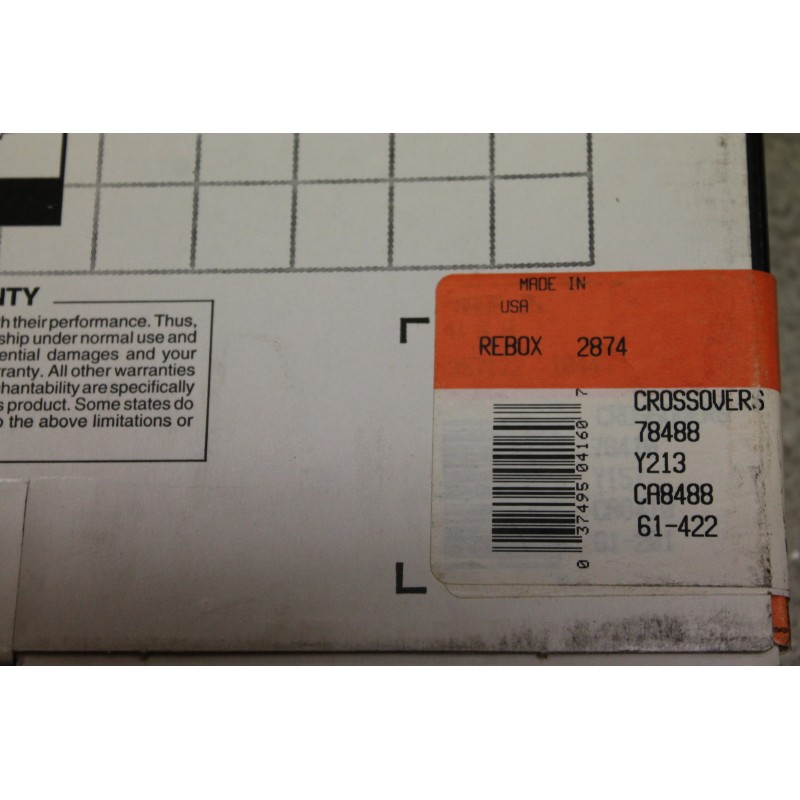 NTY
h their performance. Thus,
ship under normal use and
ential damages and your
rranty. All other warranties
chantability are specifically
s product. Some states do
o the above limitations or
MADE IN
USA
REBOX 2874
CROSSOVERS
78488
Y213
CA8488
61-422
0 37495 04160 7